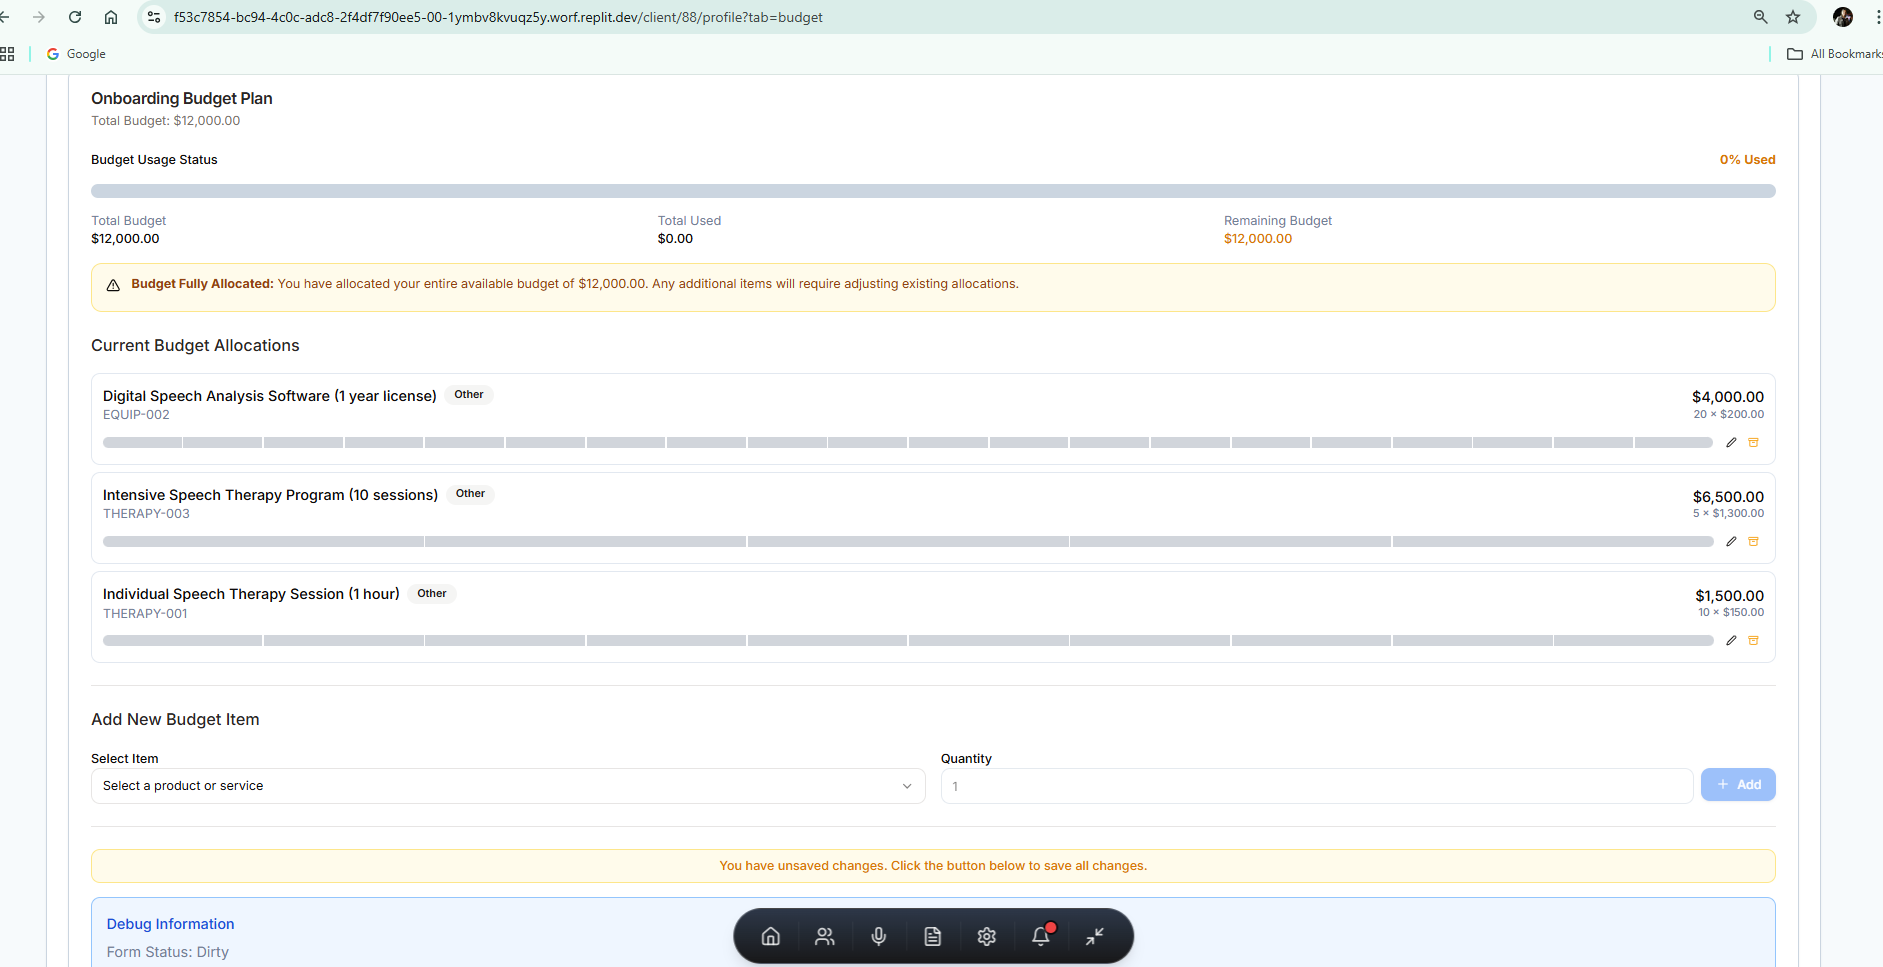 f53c7854-bc94-4c0c-adc8-2f4df7f90ee5-00-1ymbv8kvuqz5y.worf.replit.dev/client/88/profile?tab=budget
Google
All Bookmarks
Onboarding Budget Plan
Total Budget: $12,000.00
Budget Usage Status
0% Used
Total Budget
$12,000.00
Total Used
$0.00
Remaining Budget
$12,000.00
Budget Fully Allocated: You have allocated your entire available budget of $12,000.00. Any additional items will require adjusting existing allocations.
Current Budget Allocations
Digital Speech Analysis Software (1 year license) Other
EQUIP-002
$4,000.00
20 × $200.00
Intensive Speech Therapy Program (10 sessions) Other
THERAPY-003
$6,500.00
5 × $1,300.00
Individual Speech Therapy Session (1 hour) Other
THERAPY-001
$1,500.00
10 × $150.00
Add New Budget Item
Select Item
Select a product or service
Quantity
1
+ Add
You have unsaved changes. Click the button below to save all changes.
Debug Information
Form Status: Dirty